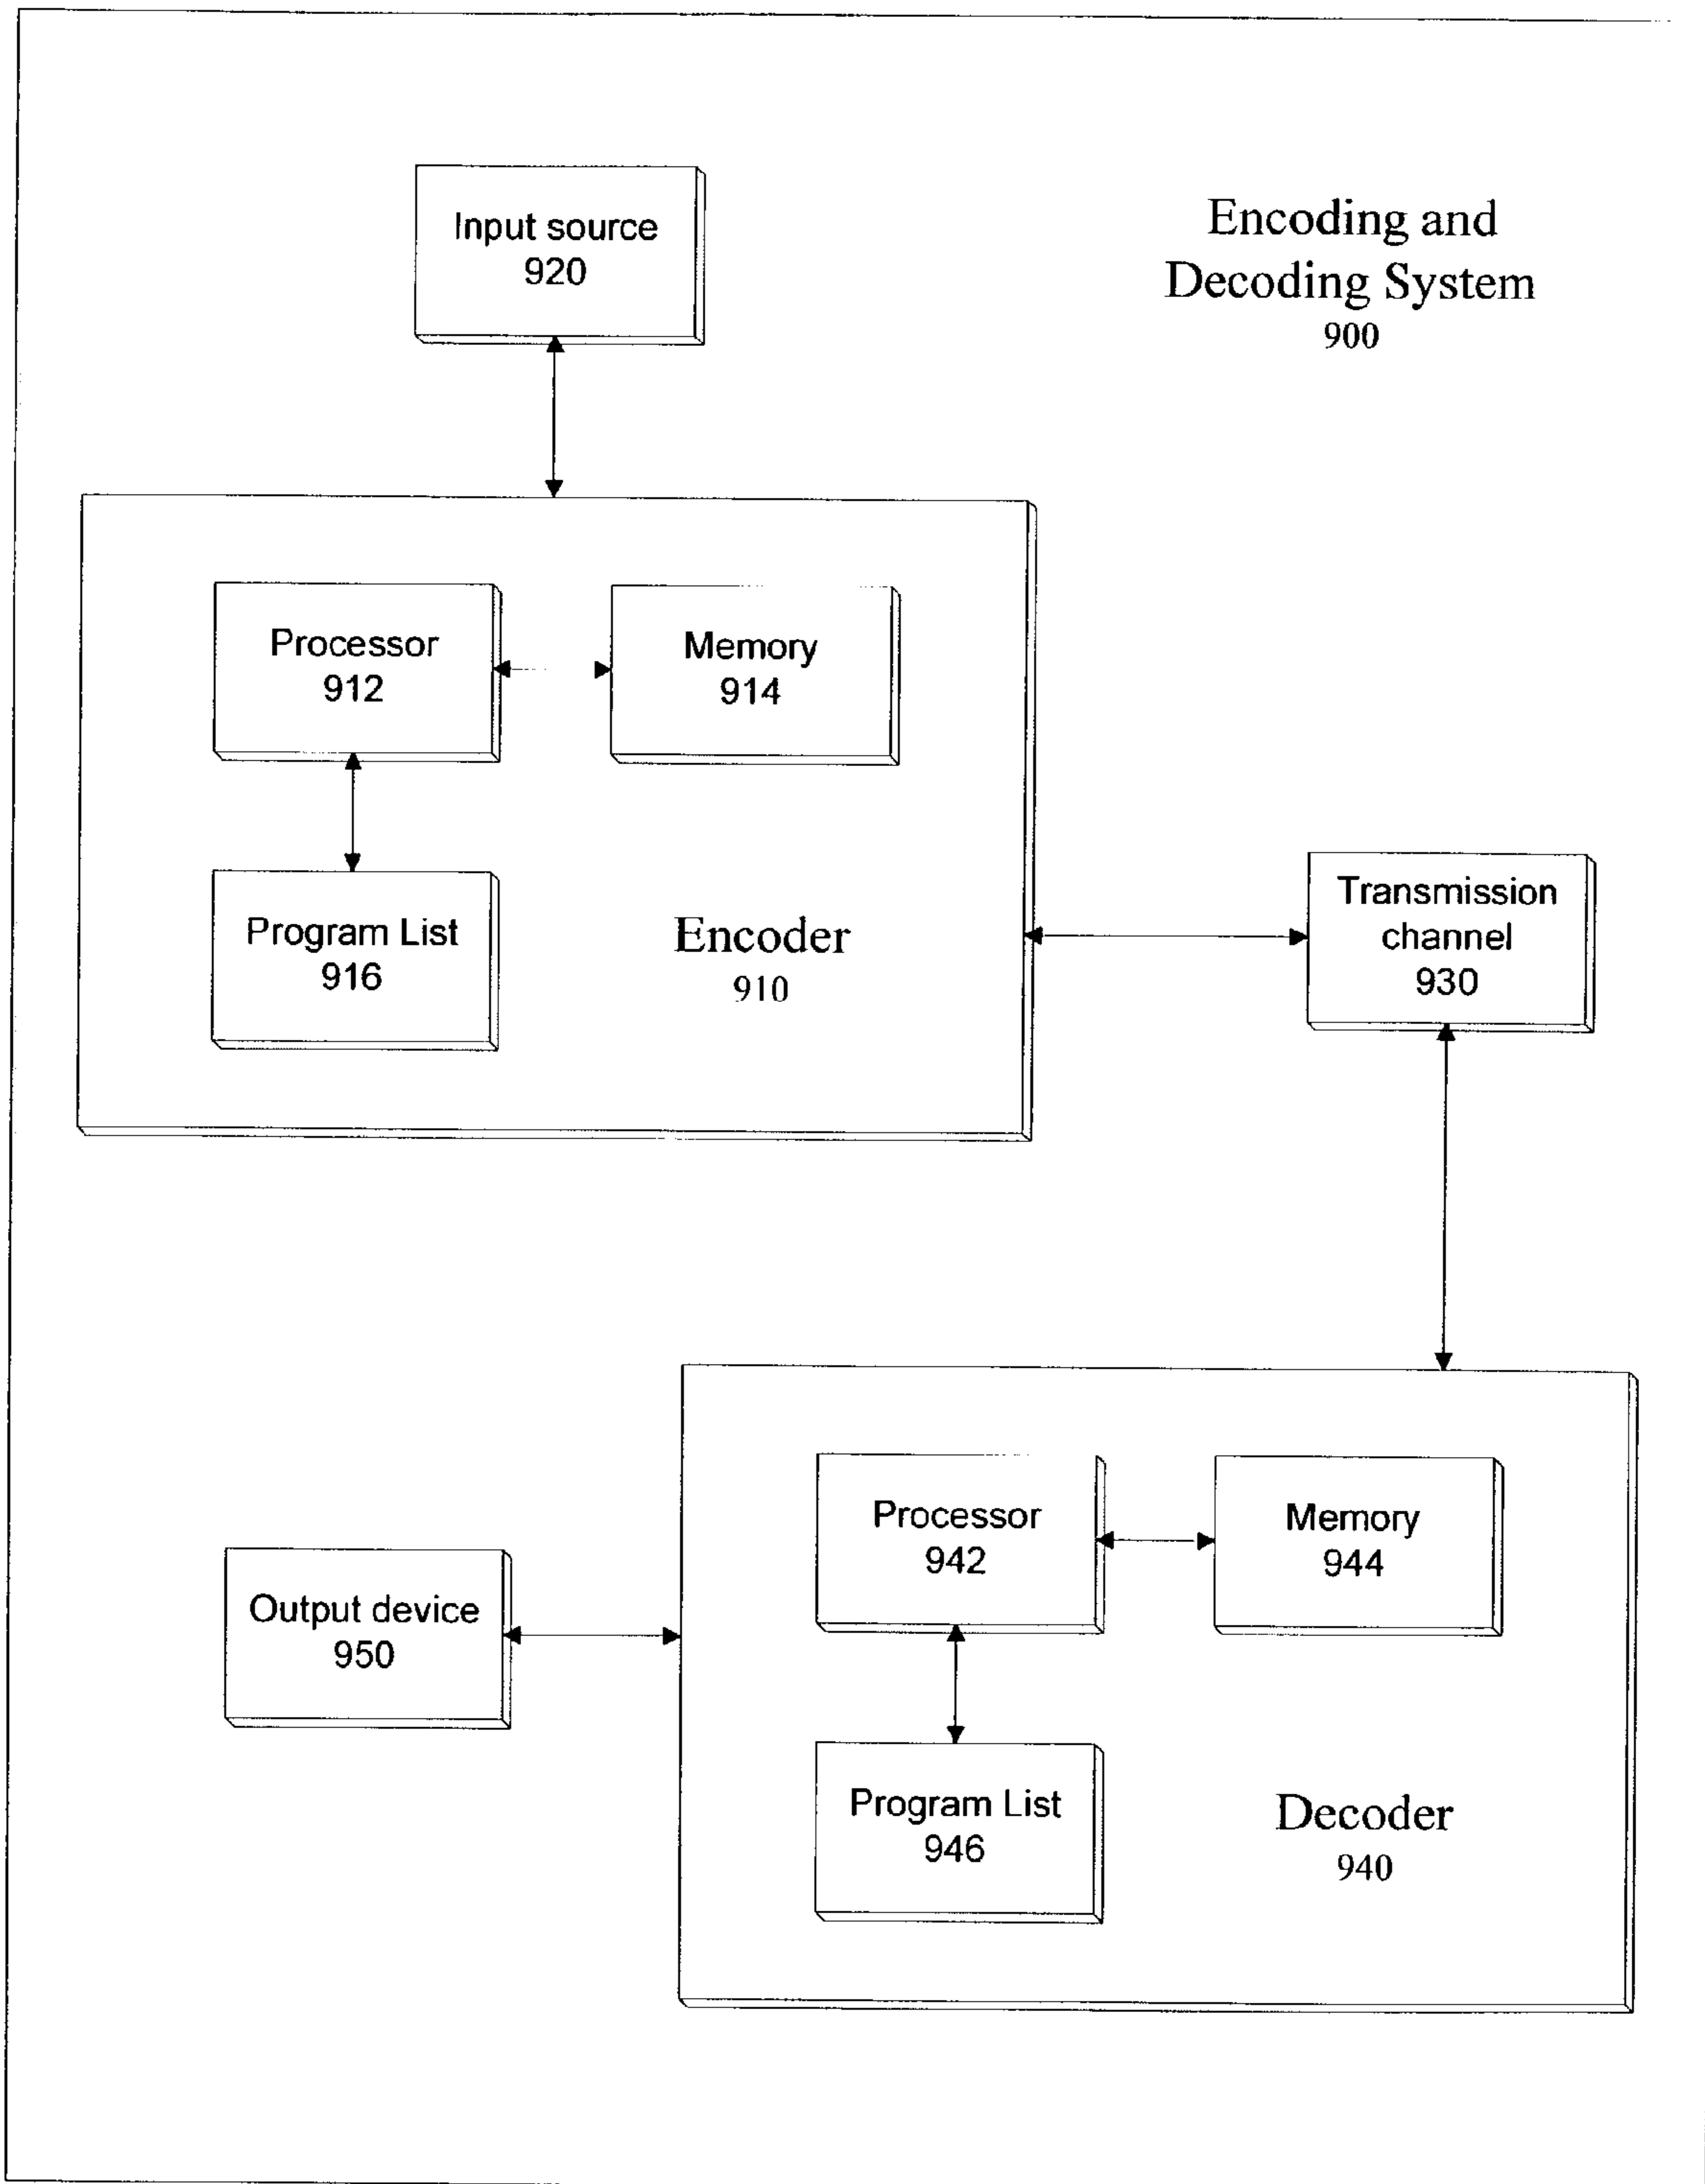 Input source
920
Encoding and
Decoding System
900
Processor
912
Memory
914
Program List
916
Encoder
910
Transmission
channel
930
Processor
942
Memory
944
Output device
950
Program List
946
Decoder
940